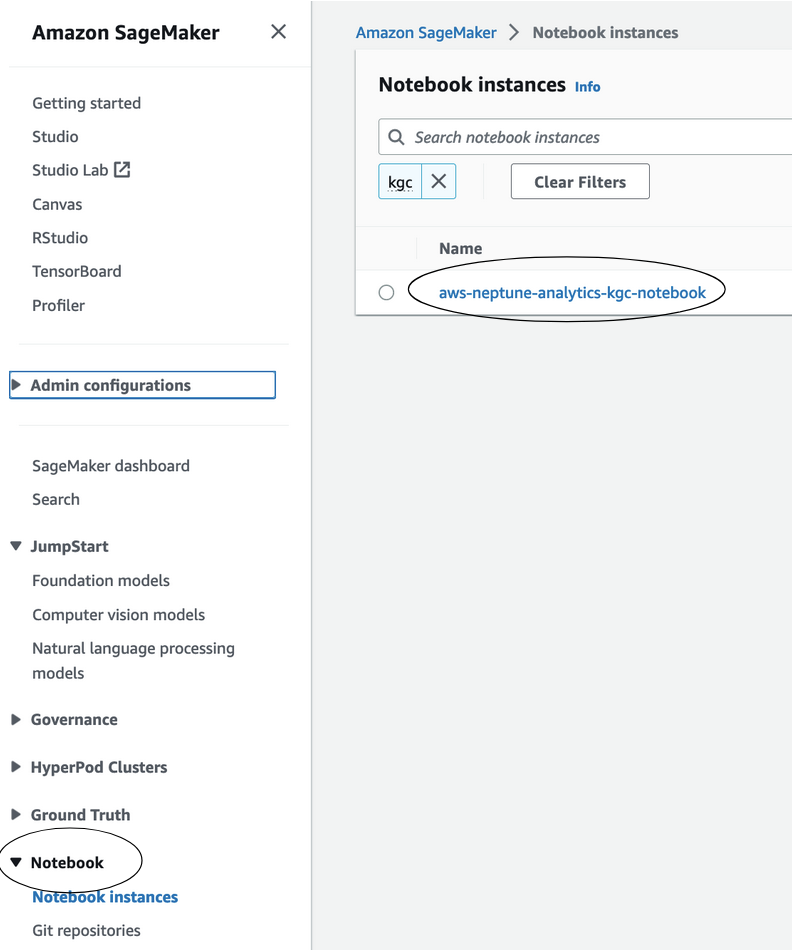 Amazon SageMaker
Getting started
Studio
Studio Lab
Canvas
RStudio
TensorBoard
Profiler
Admin configurations
SageMaker dashboard
Search
JumpStart
Foundation models
Computer vision models
Natural language processing
models
Governance
HyperPod Clusters
Ground Truth
Notebook
Notebook instances
Git repositories
Amazon SageMaker > Notebook instances
Notebook instances Info
Search notebook instances
kgc
Clear Filters
Name
aws-neptune-analytics-kgc-notebook